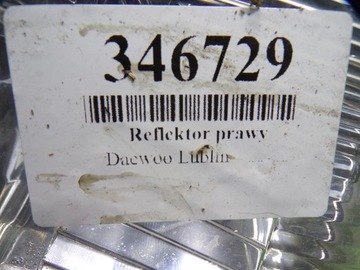 346729
Reflektor prawy
Daewoo Lublin